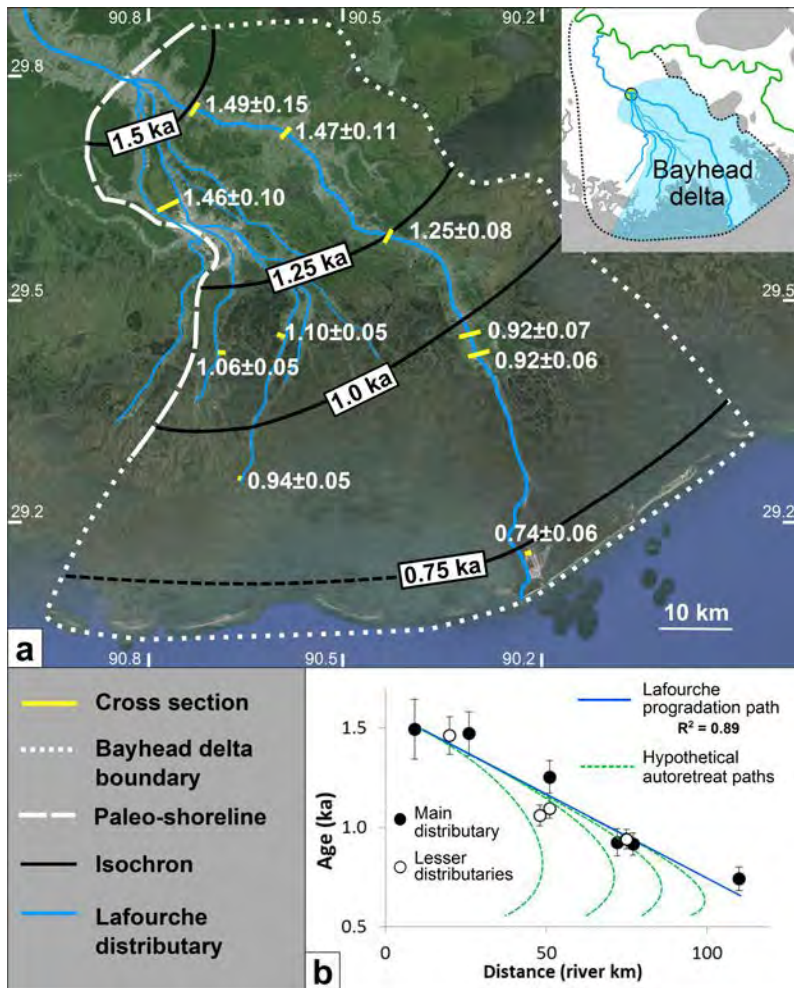 90.8
90.5
90.2
29.8
1.49±0.15
1.47±0.11
1.5 ka
Bayhead
delta
1.46±0.10
1.25±0.08
1.25 ka
29.5
29.5
1.10±0.05
0.92±0.07
1.06±0.05
0.92±0.06
1.0 ka
0.94±0.05
29.2
29.2
0.74±0.06
0.75 ka
10 km
a
90.8
90.5
90.2
Cross section
Bayhead delta
boundary
Paleo-shoreline
Isochron
Lafourche
distributary
Lafourche
progradation path
R² = 0.89
Hypothetical
autoretreat paths
Main
distributary
Lesser
distributaries
Age (ka)
1.5
1.0
0.5
0
50
100
Distance (river km)
b